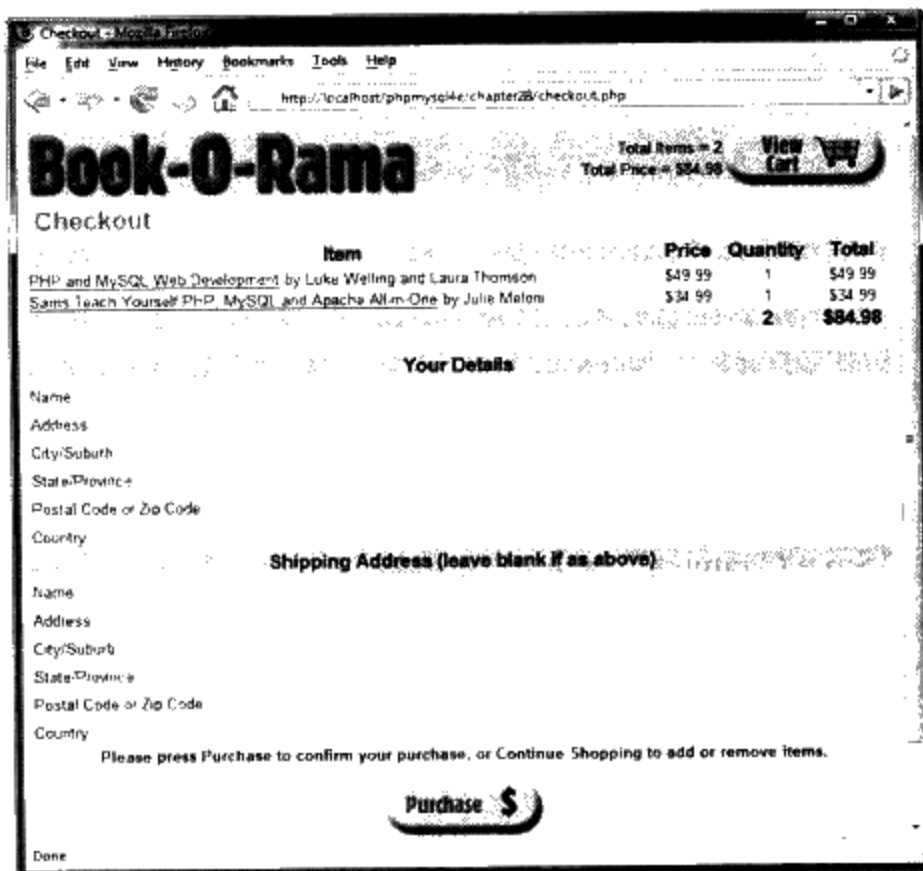 Checkout - Mozilla Firefox
File Edit View History Bookmarks Tools Help
http://localhost/phpmysql4e/chapter28/checkout.php
Book-O-Rama
Total Items = 2
Total Price = $84.98
View Cart
Checkout
Item Price Quantity Total
PHP and MySQL Web Development by Luke Welling and Laura Thomson $49.99 1 $49.99
Sams Teach Yourself PHP, MySQL and Apache All-in-One by Julie Meloni $34.99 1 $34.99
2 $84.98
Your Details
Name
Address
City/Suburb
State/Province
Postal Code or Zip Code
Country
Shipping Address (leave blank if as above)
Name
Address
City/Suburb
State/Province
Postal Code or Zip Code
Country
Please press Purchase to confirm your purchase, or Continue Shopping to add or remove items.
Purchase $
Done